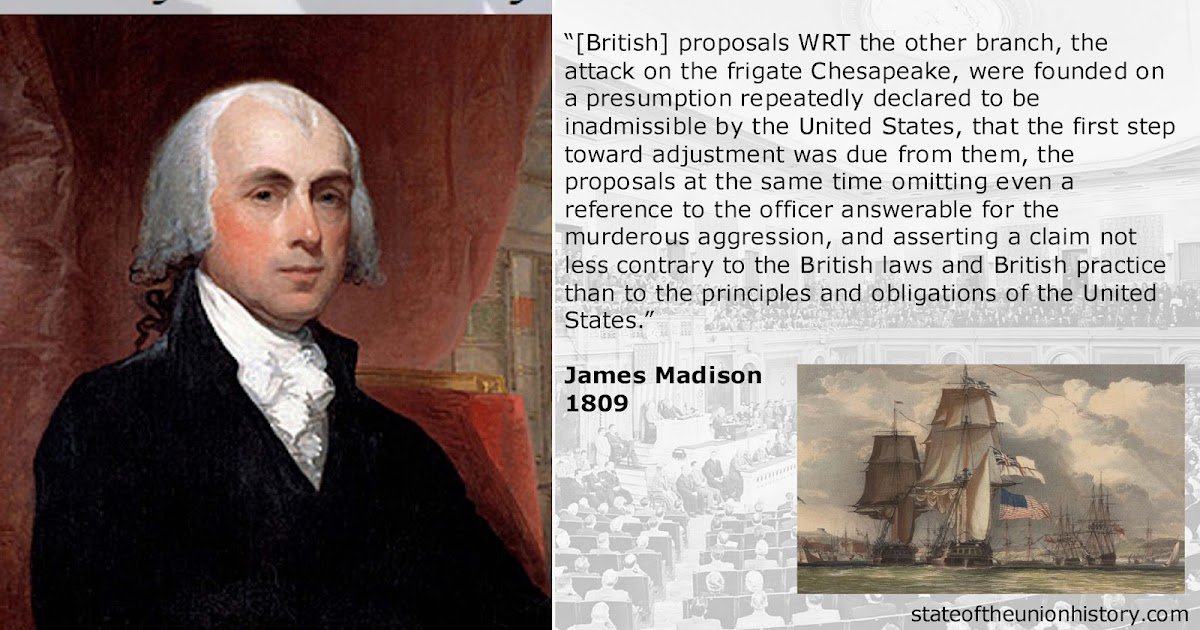 “[British] proposals WRT the other branch, the
attack on the frigate Chesapeake, were founded on
a presumption repeatedly declared to be
inadmissible by the United States, that the first step
toward adjustment was due from them, the
proposals at the same time omitting even a
reference to the officer answerable for the
murderous aggression, and asserting a claim not
less contrary to the British laws and British practice
than to the principles and obligations of the United
States.”
James Madison
1809
stateoftheunionhistory.com